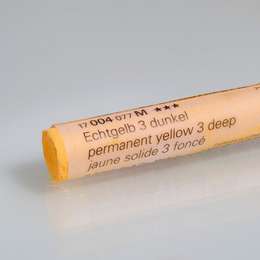 17 004 077 M ***
Echtgelb 3 dunkel
permanent yellow 3 deep
jaune solide 3 foncé